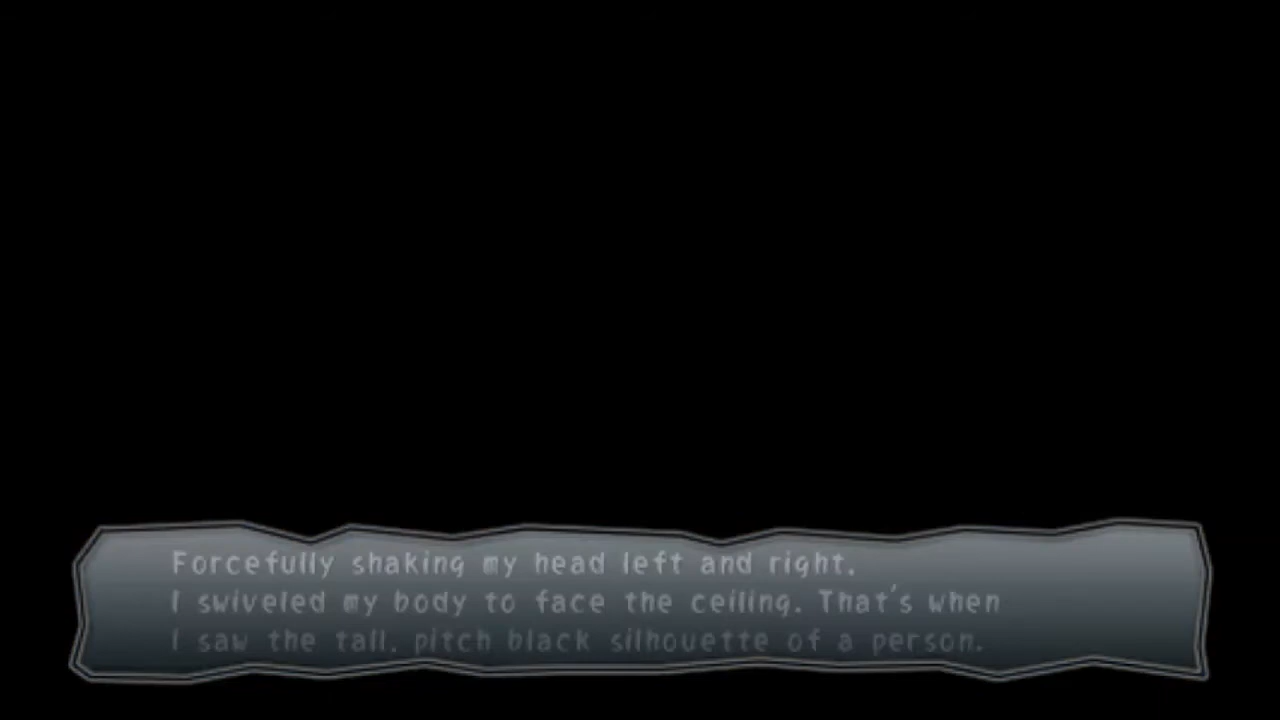 Forcefully shaking my head left and right.
I swiveled my body to face the ceiling. That's when
I saw the tall, pitch black silhouette of a person.